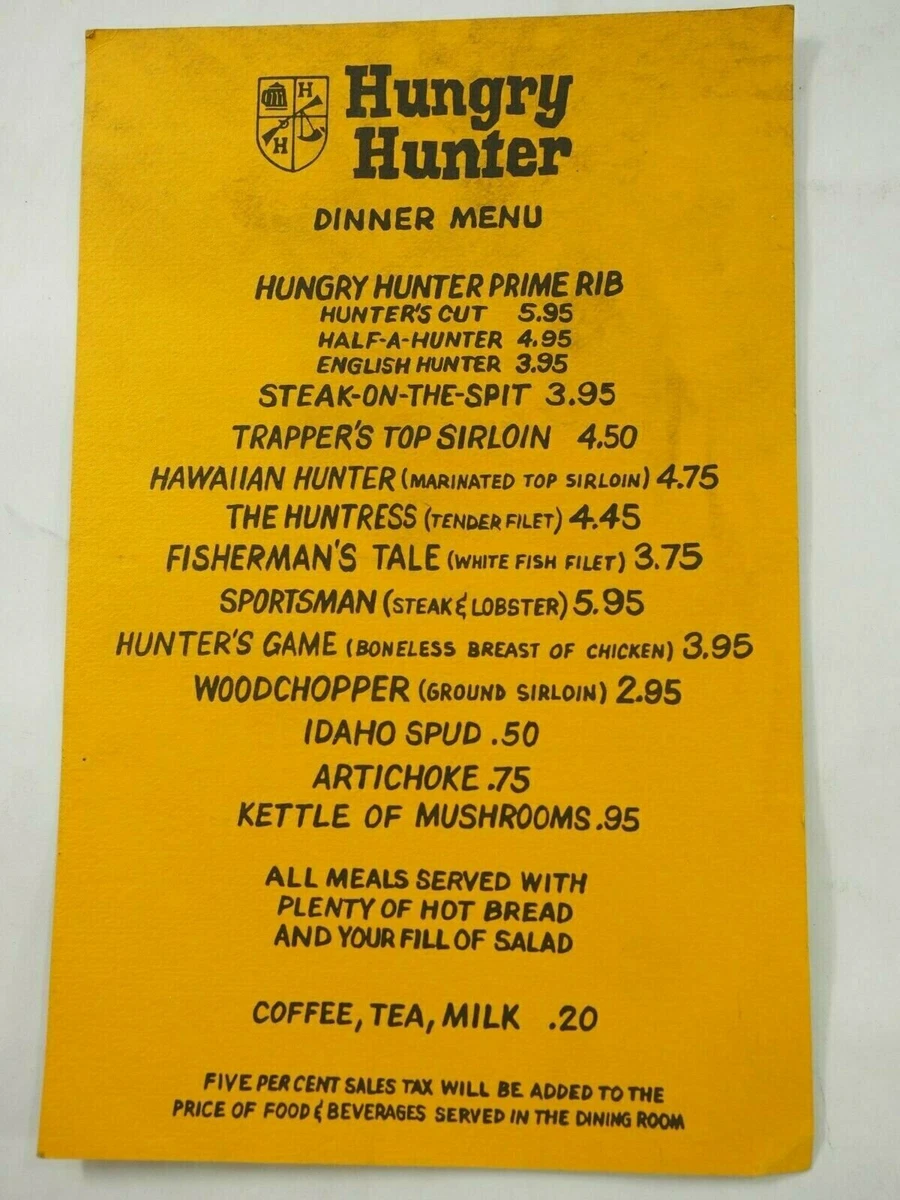 H
H
Hungry
Hunter
DINNER MENU
HUNGRY HUNTER PRIME RIB
HUNTER'S CUT 5.95
HALF-A-HUNTER 4.95
ENGLISH HUNTER 3.95
STEAK-ON-THE-SPIT 3.95
TRAPPER'S TOP SIRLOIN 4.50
HAWAIIAN HUNTER (MARINATED TOP SIRLOIN) 4.75
THE HUNTRESS (TENDER FILET) 4.45
FISHERMAN'S TALE (WHITE FISH FILET) 3.75
SPORTSMAN (STEAK & LOBSTER) 5.95
HUNTER'S GAME (BONELESS BREAST OF CHICKEN) 3.95
WOODCHOPPER (GROUND SIRLOIN) 2.95
IDAHO SPUD .50
ARTICHOKE .75
KETTLE OF MUSHROOMS .95
ALL MEALS SERVED WITH
PLENTY OF HOT BREAD
AND YOUR FILL OF SALAD
COFFEE, TEA, MILK .20
FIVE PER CENT SALES TAX WILL BE ADDED TO THE
PRICE OF FOOD & BEVERAGES SERVED IN THE DINING ROOM